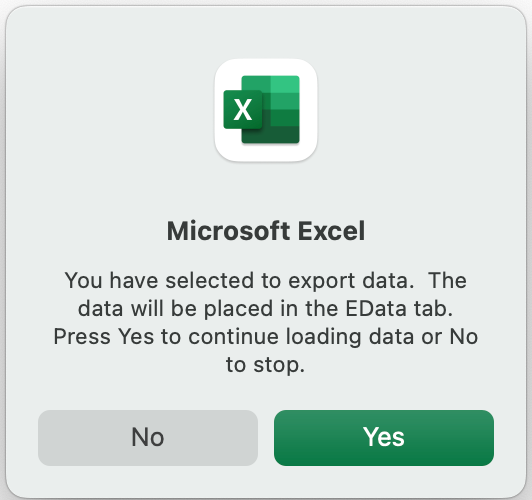 X
Microsoft Excel
You have selected to export data.  The
data will be placed in the EData tab.
Press Yes to continue loading data or No
to stop.
No
Yes